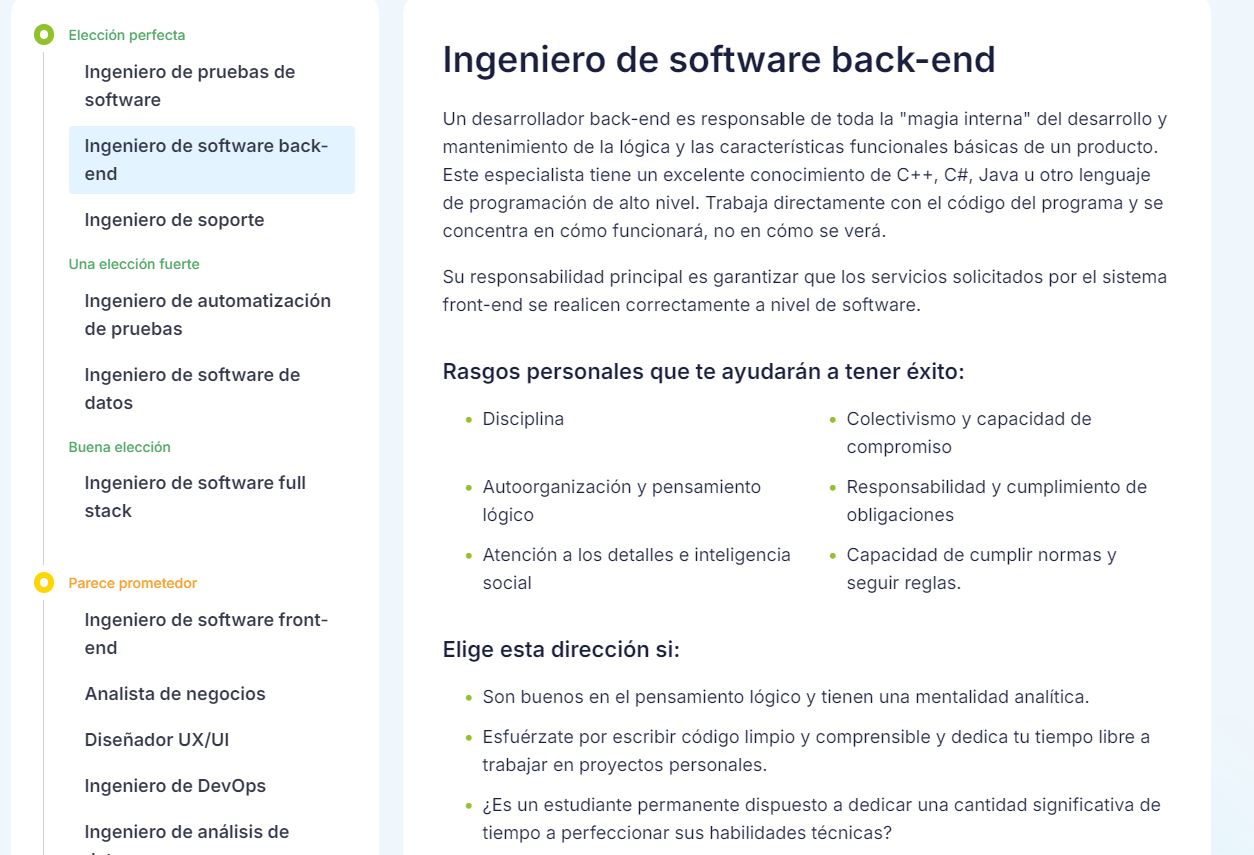 Elección perfecta
Ingeniero de pruebas de
software
Ingeniero de software back-
end
Ingeniero de soporte
Una elección fuerte
Ingeniero de automatización
de pruebas
Ingeniero de software de
datos
Buena elección
Ingeniero de software full
stack
Parece prometedor
Ingeniero de software front-
end
Analista de negocios
Diseñador UX/UI
Ingeniero de DevOps
Ingeniero de análisis de
Ingeniero de software back-end
Un desarrollador back-end es responsable de toda la "magia interna" del desarrollo y
mantenimiento de la lógica y las características funcionales básicas de un producto.
Este especialista tiene un excelente conocimiento de C++, C#, Java u otro lenguaje
de programación de alto nivel. Trabaja directamente con el código del programa y se
concentra en cómo funcionará, no en cómo se verá.
Su responsabilidad principal es garantizar que los servicios solicitados por el sistema
front-end se realicen correctamente a nivel de software.
Rasgos personales que te ayudarán a tener éxito:
Disciplina
Colectivismo y capacidad de
compromiso
Autoorganización y pensamiento
lógico
Responsabilidad y cumplimiento de
obligaciones
Atención a los detalles e inteligencia
social
Capacidad de cumplir normas y
seguir reglas.
Elige esta dirección si:
Son buenos en el pensamiento lógico y tienen una mentalidad analítica.
Esfuérzate por escribir código limpio y comprensible y dedica tu tiempo libre a
trabajar en proyectos personales.
¿Es un estudiante permanente dispuesto a dedicar una cantidad significativa de
tiempo a perfeccionar sus habilidades técnicas?